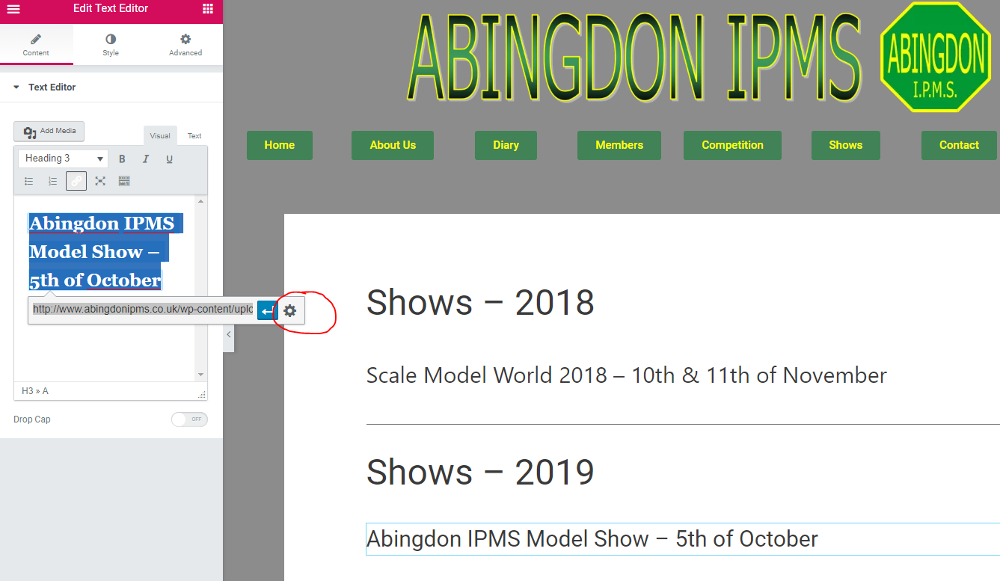 Edit Text Editor
Content
Style
Advanced
Text Editor
Add Media
Visual
Text
Heading 3
B
I
U
Abingdon IPMS
Model Show –
5th of October
http://www.abingdonipms.co.uk/wp-content/uplo
H3 » A
Drop Cap
OFF
ABINGDON IPMS
ABINGDON
I.P.M.S.
Home
About Us
Diary
Members
Competition
Shows
Contact
Shows – 2018
Scale Model World 2018 – 10th & 11th of November
Shows – 2019
Abingdon IPMS Model Show – 5th of October